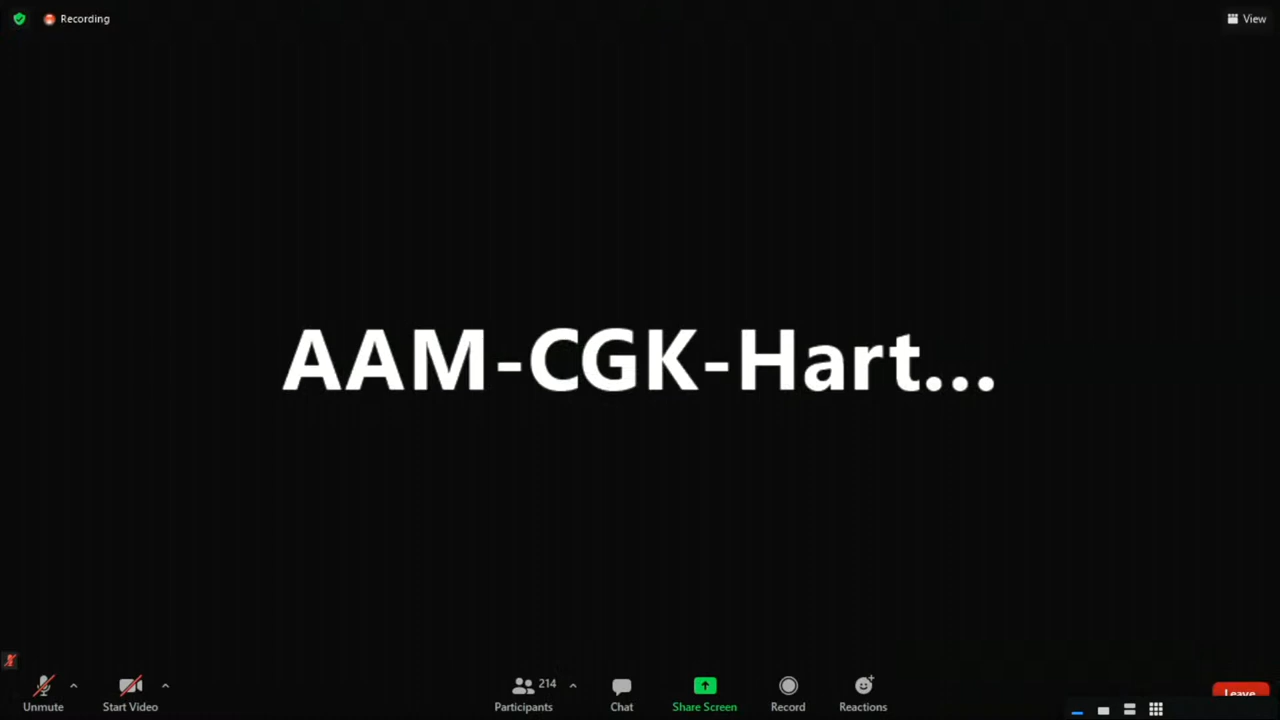 Recording
View
AAM-CGK-Hart...
214
Unmute
Start Video
Participants
Chat
Share Screen
Record
Reactions
Leave